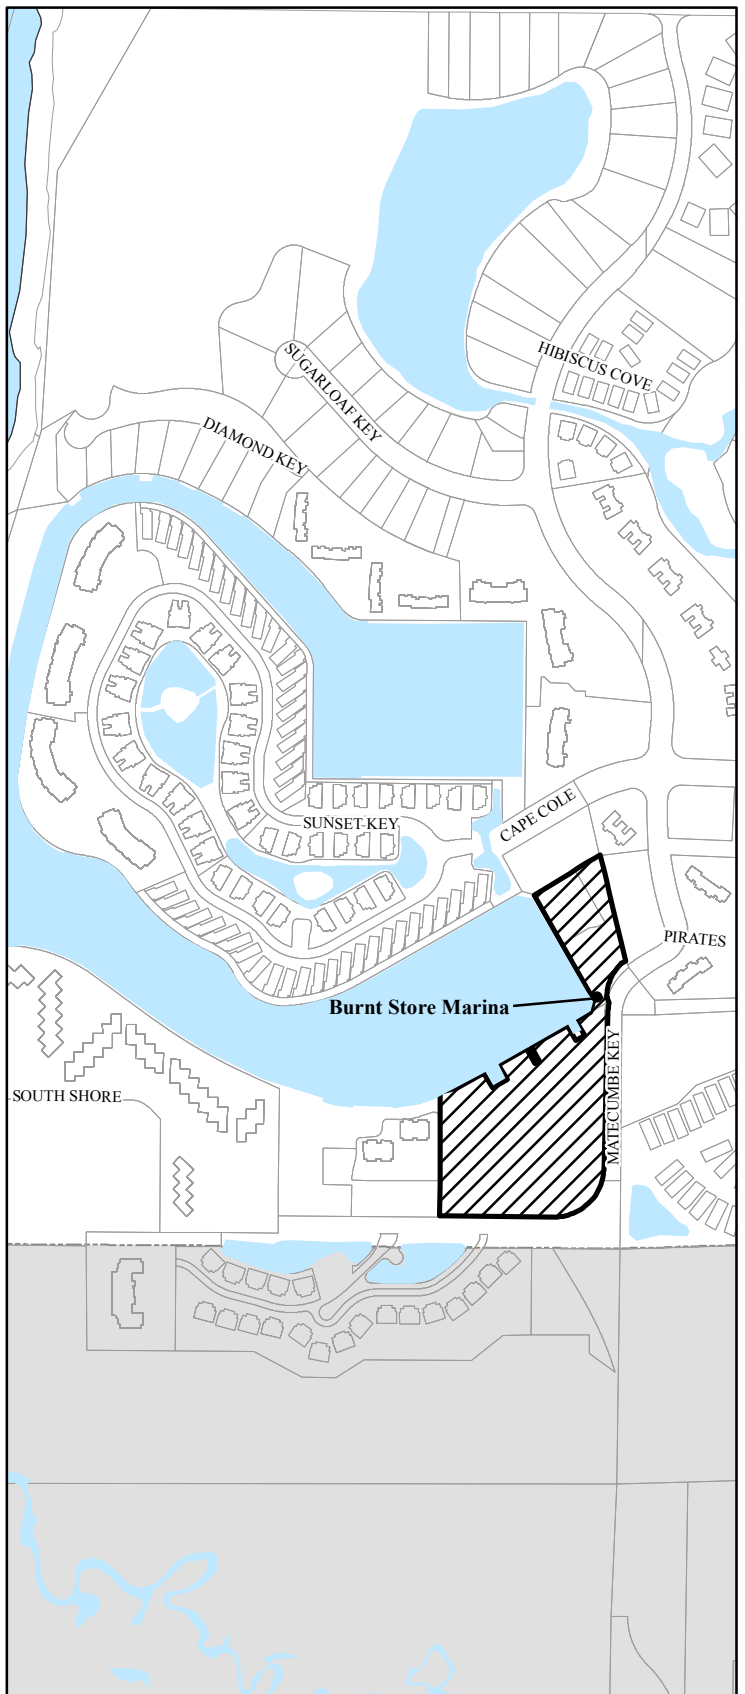 HIBISCUS COVE
SUGARLOAF KEY
DIAMOND KEY
CAPE COLE
SUNSET KEY
PIRATES
Burnt Store Marina
MATECUMBE KEY
SOUTH SHORE